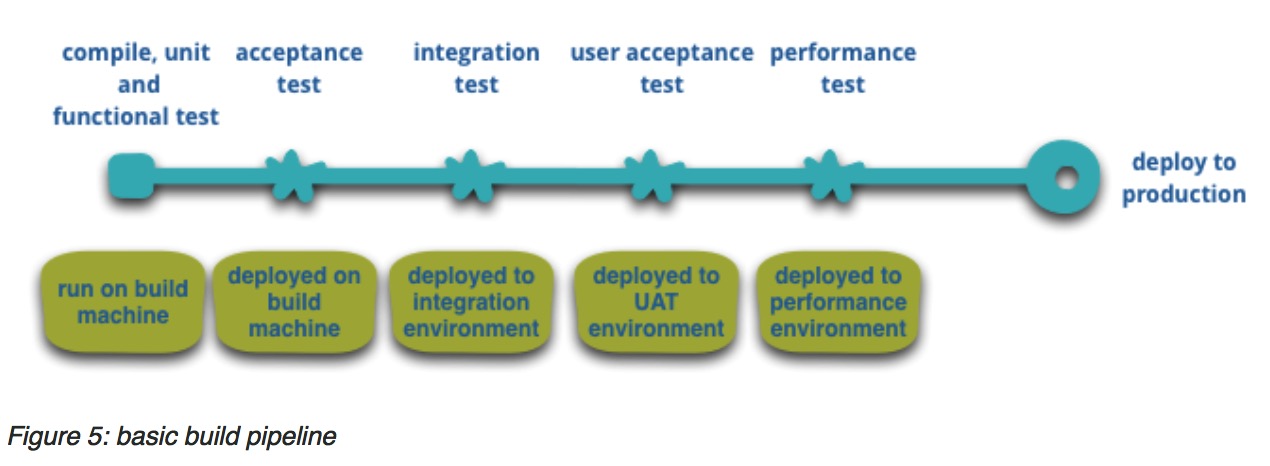 compile, unit
and
functional test
acceptance
test
integration
test
user acceptance
test
performance
test
deploy to
production
run on build
machine
deployed on
build
machine
deployed to
integration
environment
deployed to
UAT
environment
deployed to
performance
environment
Figure 5: basic build pipeline